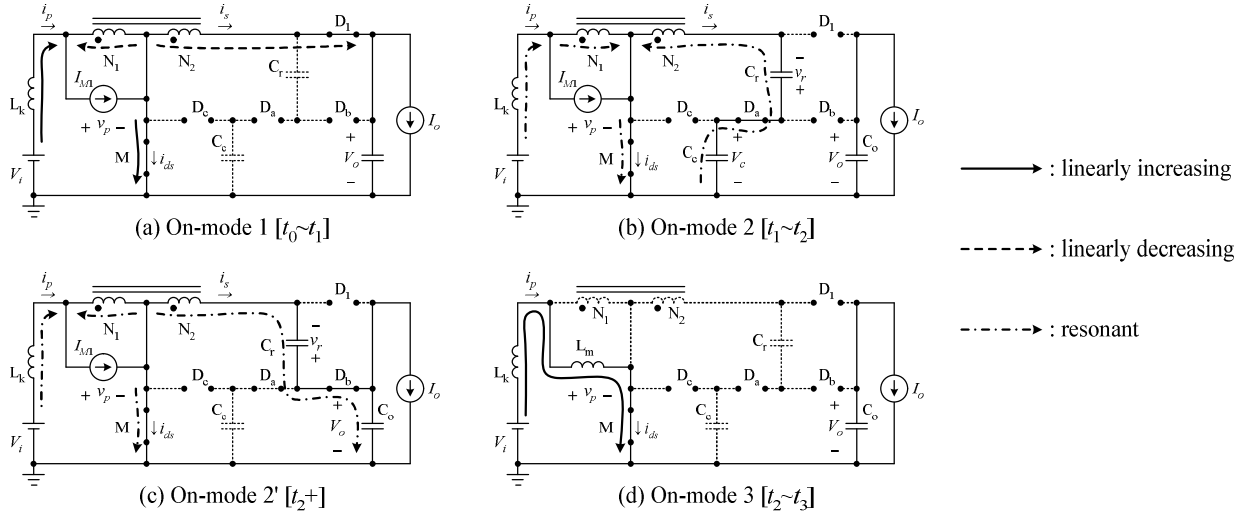 i_p i_s
D_1
N_1 N_2
C_r
I_M1
L_k
D_c D_a D_b
+ v_p − +
C_c
M ↓i_ds V_o I_o
V_i −
(a) On-mode 1 [t_0~t_1]
i_p i_s
D_1
−
N_1 N_2
C_r v_r
+
I_M1
L_k
D_c D_a D_b
+ v_p − + + C_o
M ↓i_ds C_c V_c V_o I_o
V_i − −
(b) On-mode 2 [t_1~t_2]
i_p i_s
D_1
−
N_1 N_2
C_r v_r
+
I_M1
L_k
D_c D_a D_b
+ v_p − + C_o
C_c
M ↓i_ds V_o I_o
V_i −
(c) On-mode 2' [t_2+]
i_p
D_1
N_1 N_2
C_r
L_m
L_k
D_c D_a D_b
+ v_p − + C_o
C_c
M ↓i_ds V_o I_o
V_i −
(d) On-mode 3 [t_2~t_3]
: linearly increasing
: linearly decreasing
: resonant